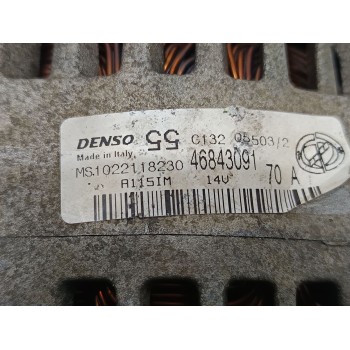 DENSO 55 C132 05503/2
Made in Italy
MS1022118230 46843091
A115IM 14V 70 A